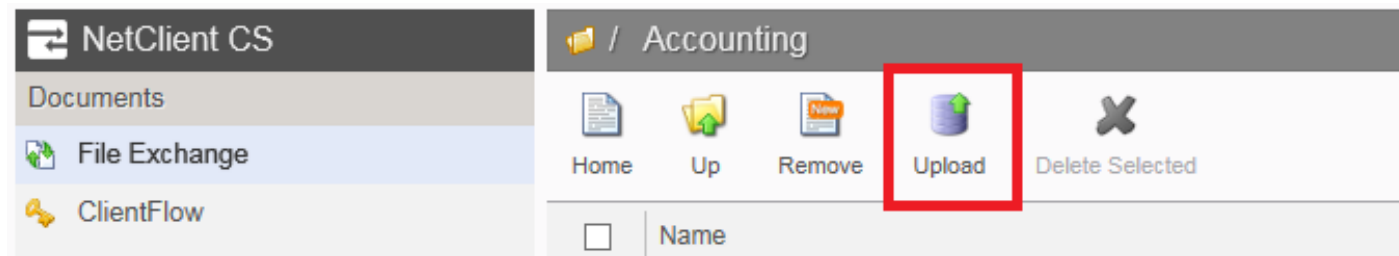 NetClient CS
Documents
File Exchange
ClientFlow
/ Accounting
New
Home Up Remove Upload Delete Selected
Name